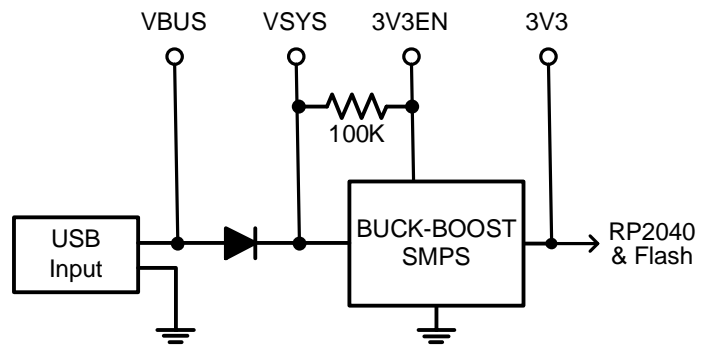 VBUS
VSYS
3V3EN
3V3
100K
USB
Input
BUCK-BOOST
SMPS
RP2040
& Flash